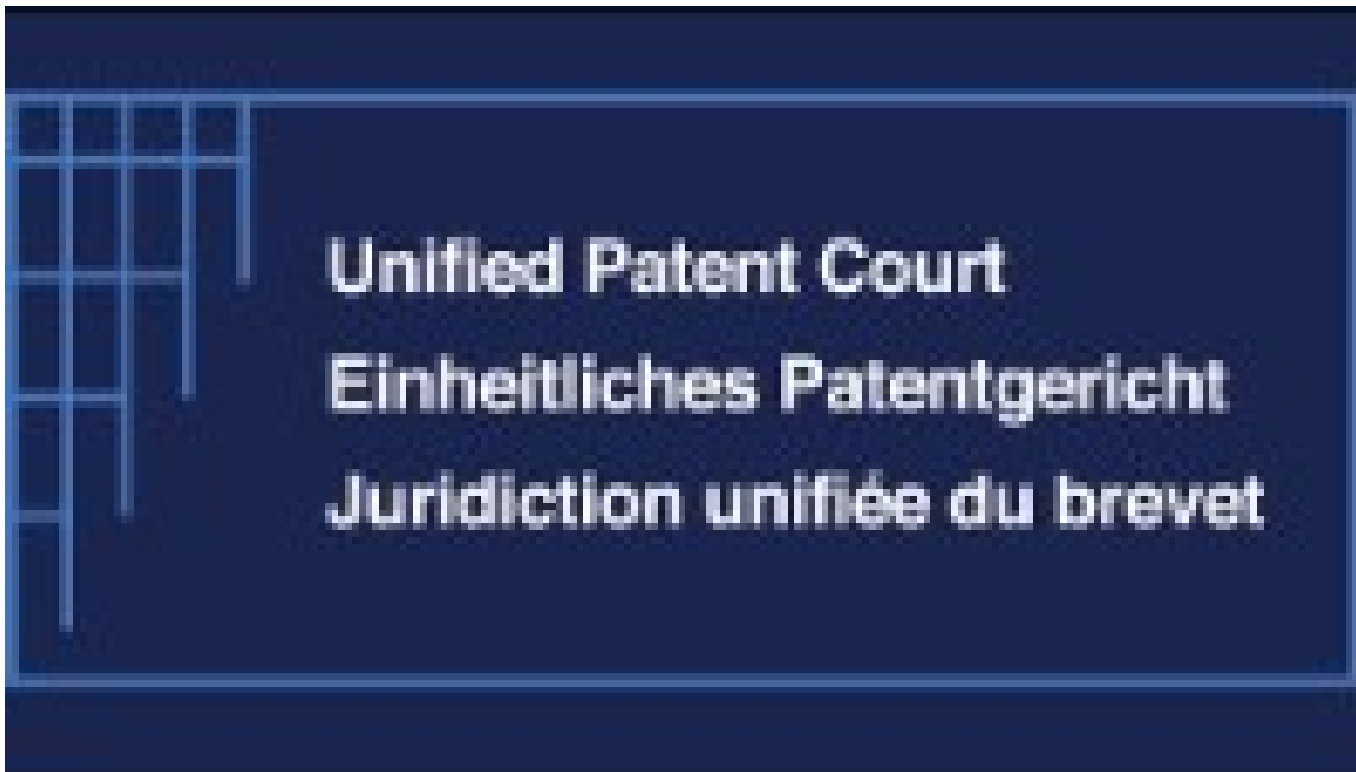 Unified Patent Court
Einheitliches Patentgericht
Juridiction unifiée du brevet